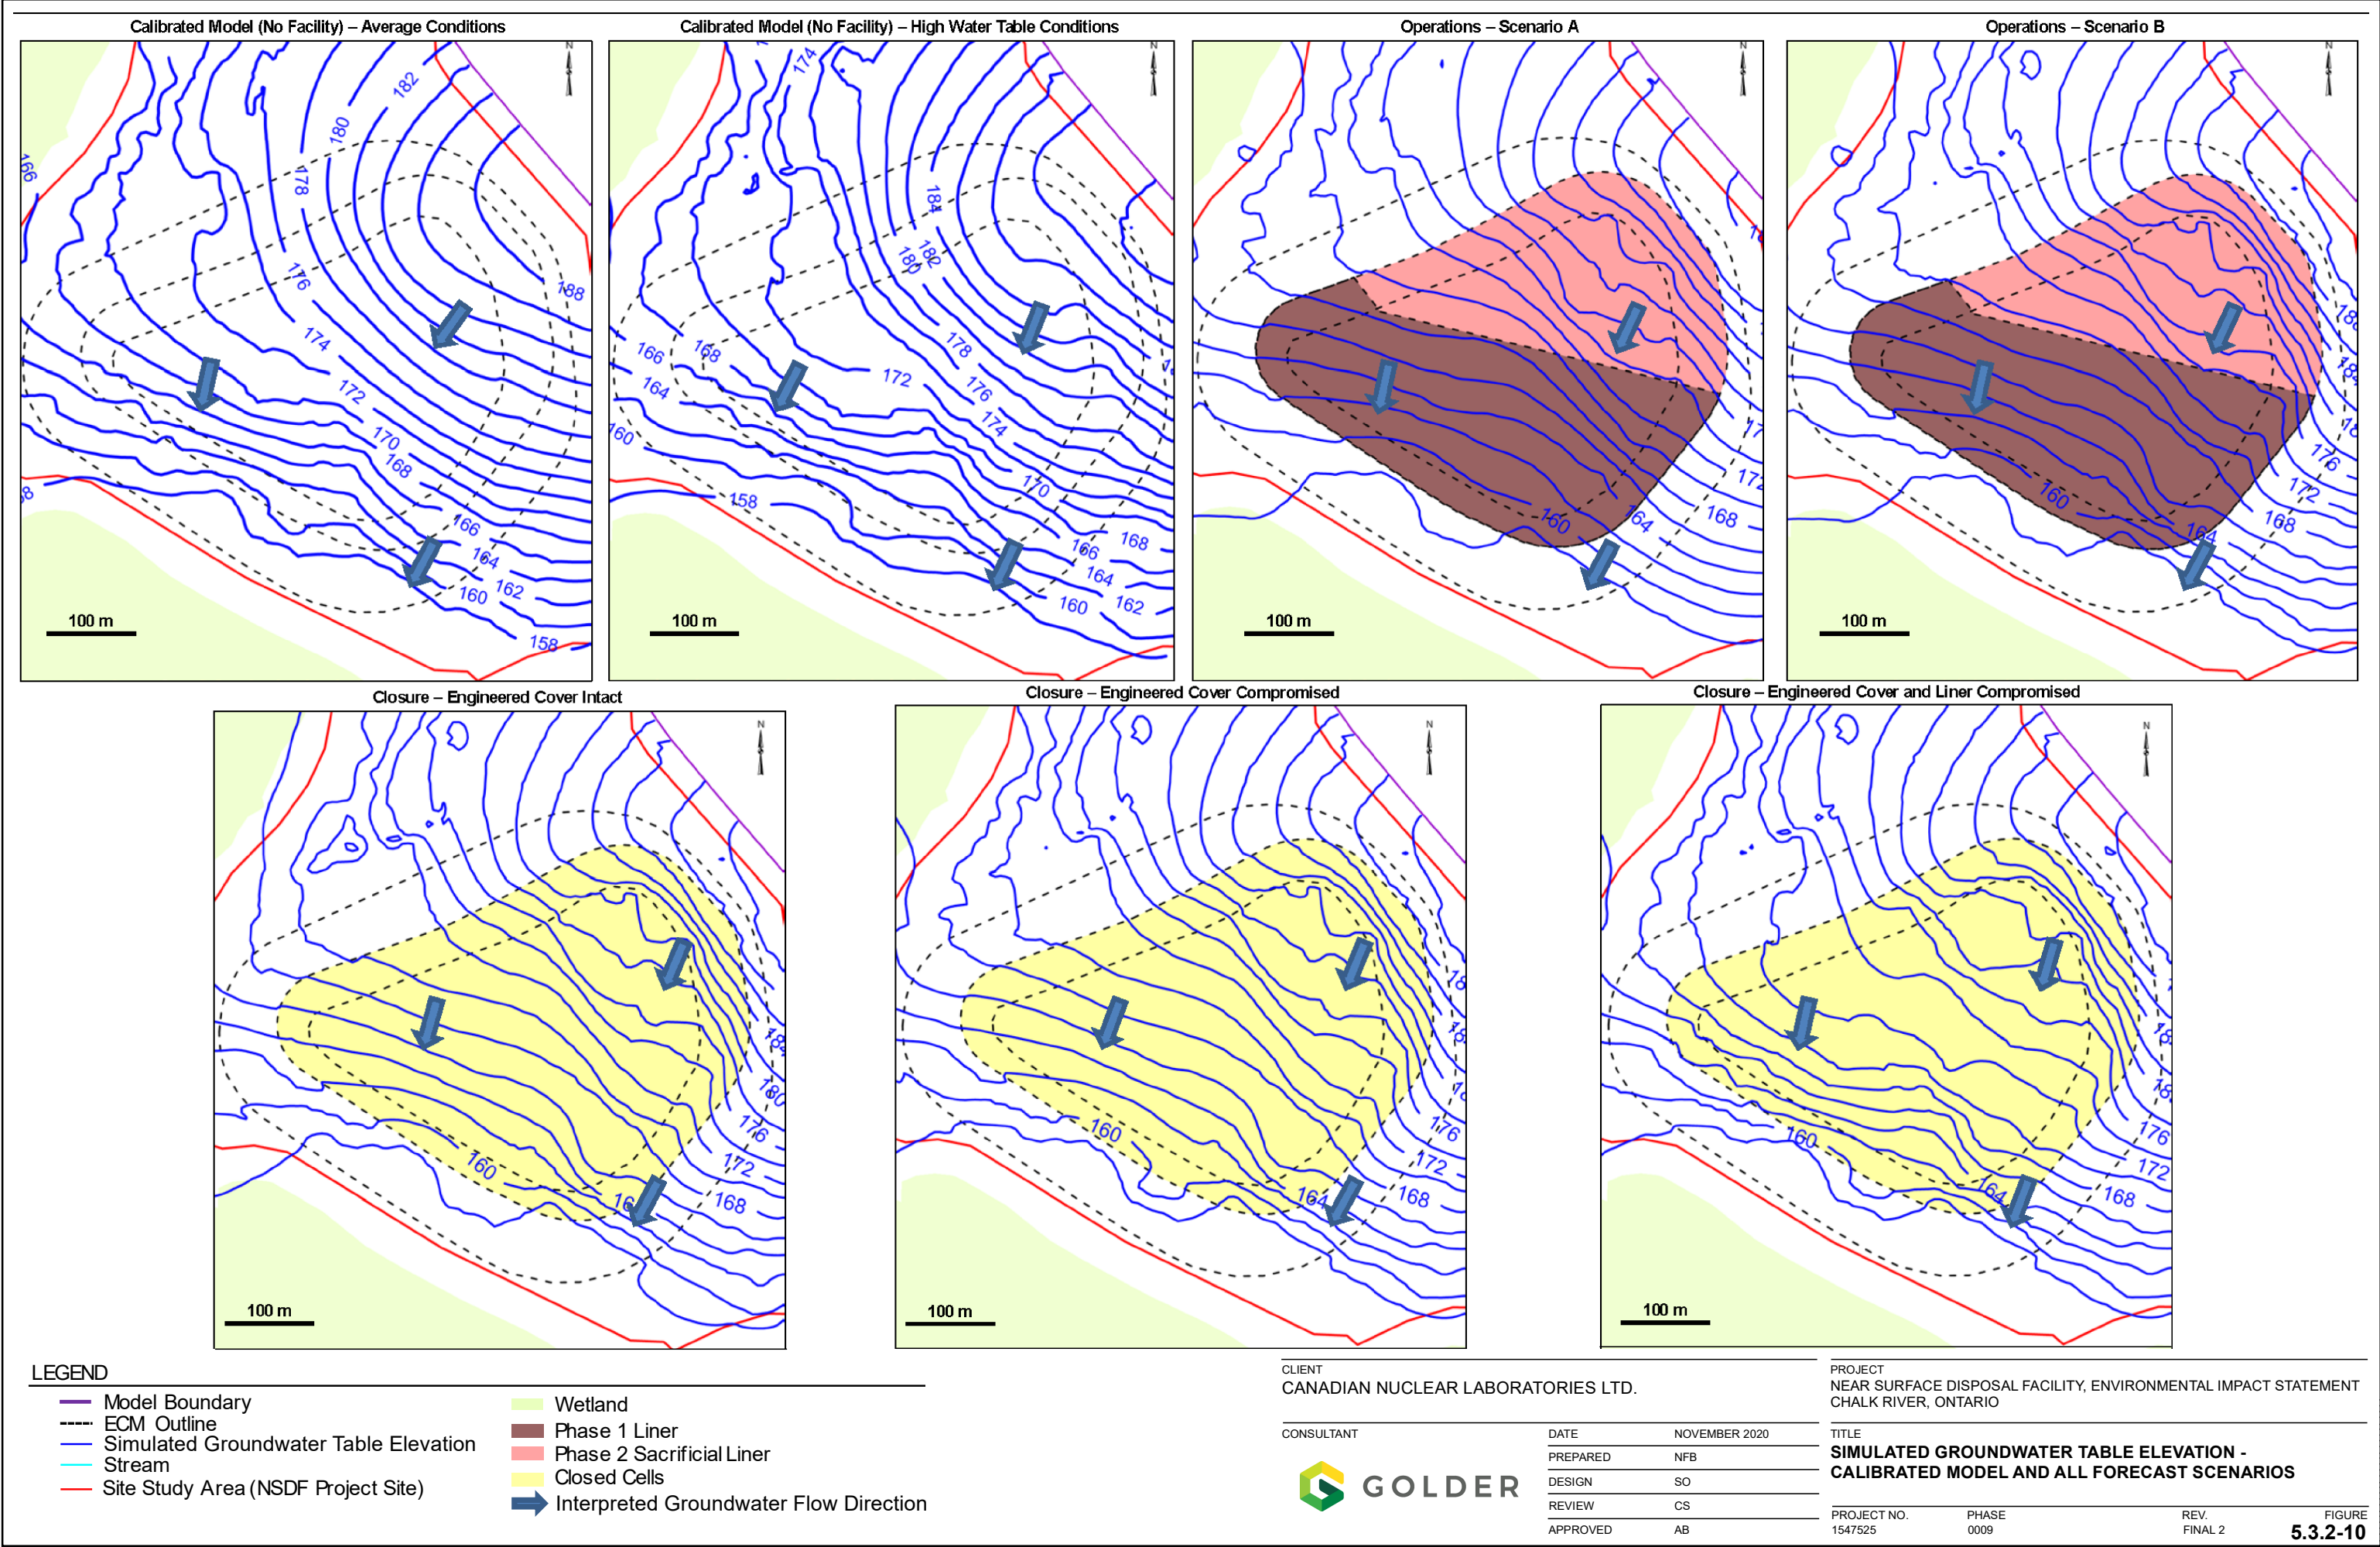 Calibrated Model (No Facility) – Average Conditions
Calibrated Model (No Facility) – High Water Table Conditions
Operations – Scenario A
Operations – Scenario B
N
182
180
178
176
174
172
170
168
166
164
162
160
158
166
188
100 m
N
174
184
182
180
178
176
174
172
170
168
166
164
160
158
168
166
164
162
160
100 m
N
160
164
168
172
100 m
N
160
164
168
172
176
184
100 m
Closure – Engineered Cover Intact
Closure – Engineered Cover Compromised
Closure – Engineered Cover and Liner Compromised
N
184
180
176
172
168
160
100 m
N
176
172
168
164
160
100 m
N
176
172
168
164
160
100 m
LEGEND
Model Boundary
ECM Outline
Simulated Groundwater Table Elevation
Stream
Site Study Area (NSDF Project Site)
Wetland
Phase 1 Liner
Phase 2 Sacrificial Liner
Closed Cells
Interpreted Groundwater Flow Direction
CLIENT
CANADIAN NUCLEAR LABORATORIES LTD.
CONSULTANT
GOLDER
DATE NOVEMBER 2020
PREPARED NFB
DESIGN SO
REVIEW CS
APPROVED AB
PROJECT
NEAR SURFACE DISPOSAL FACILITY, ENVIRONMENTAL IMPACT STATEMENT
CHALK RIVER, ONTARIO
TITLE
SIMULATED GROUNDWATER TABLE ELEVATION -
CALIBRATED MODEL AND ALL FORECAST SCENARIOS
PROJECT NO. PHASE REV. FIGURE
1547525 0009 FINAL 2 5.3.2-10